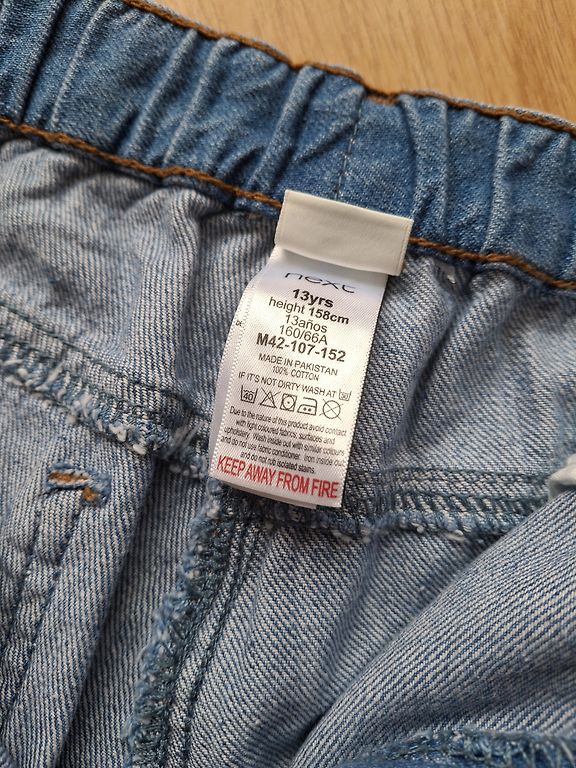 next
13yrs
height 158cm
13años
160/66A
M42-107-152
MADE IN PAKISTAN
100% COTTON
IF IT'S NOT DIRTY WASH AT 30
40
Due to the nature of this product avoid contact
with light coloured fabrics, surfaces and
upholstery. Wash inside out with similar colours
and do not use fabric conditioner. Iron inside out
and do not rub isolated stains.
KEEP AWAY FROM FIRE